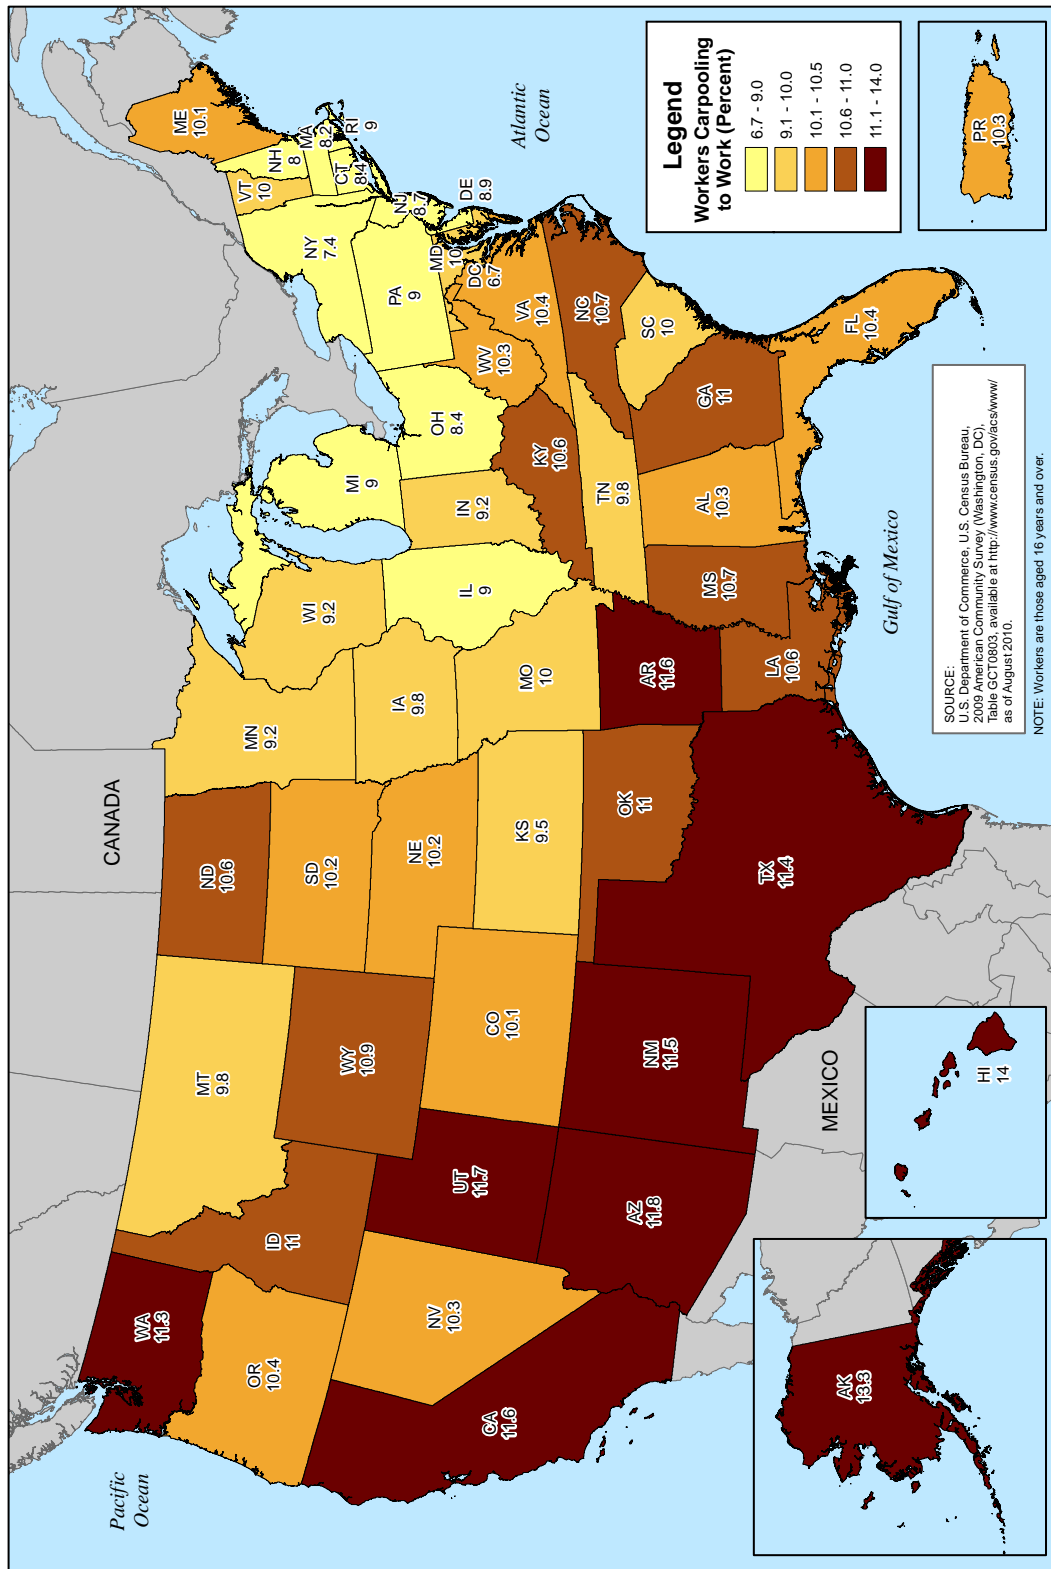 CANADA
Pacific
Ocean
WA
11.3
OR
10.4
CA
11.6
NV
10.3
ID
11
MT
9.8
WY
10.9
UT
11.7
AZ
11.8
CO
10.1
NM
11.5
ND
10.6
SD
10.2
NE
10.2
KS
9.5
OK
11
TX
11.4
MN
9.2
IA
9.8
MO
10
AR
11.6
LA
10.6
WI
9.2
IL
9
MS
10.7
MI
9
IN
9.2
OH
8.4
KY
10.6
TN
9.8
AL
10.3
GA
11
FL
10.4
SC
10
NC
10.7
VA
10.4
WV
10.3
DC
6.7
MD
10
DE
8.9
PA
9
NJ
8.7
NY
7.4
CT
8.4
RI
9
MA
8.2
VT
10
NH
8
ME
10.1
Atlantic
Ocean
Gulf of Mexico
MEXICO
AK
13.3
HI
14
PR
10.3
Legend
Workers Carpooling
to Work (Percent)
6.7 - 9.0
9.1 - 10.0
10.1 - 10.5
10.6 - 11.0
11.1 - 14.0
SOURCE:
U.S. Department of Commerce, U.S. Census Bureau,
2009 American Community Survey (Washington, DC),
Table GCT0803, available at http://www.census.gov/acs/www/
as of August 2010.
NOTE: Workers are those aged 16 years and over.